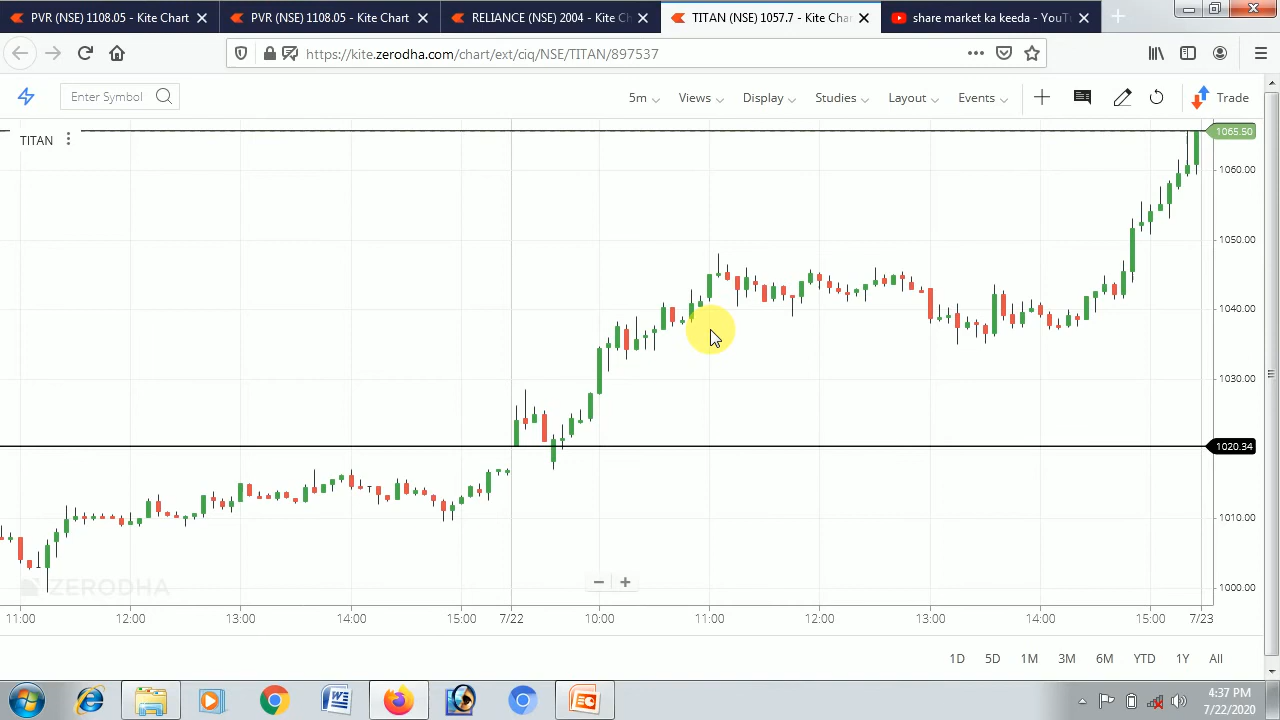 PVR (NSE) 1108.05 - Kite Chart
PVR (NSE) 1108.05 - Kite Chart
RELIANCE (NSE) 2004 - Kite Ch
TITAN (NSE) 1057.7 - Kite Char
share market ka keeda - YouTu
https://kite.zerodha.com/chart/ext/ciq/NSE/TITAN/897537
Enter Symbol
5m
Views
Display
Studies
Layout
Events
Trade
TITAN
1065.50
1060.00
1050.00
1040.00
1030.00
1020.34
1010.00
1000.00
ZERODHA
11:00 12:00 13:00 14:00 15:00 7/22 10:00 11:00 12:00 13:00 14:00 15:00 7/23
1D 5D 1M 3M 6M YTD 1Y All
4:37 PM
7/22/2020